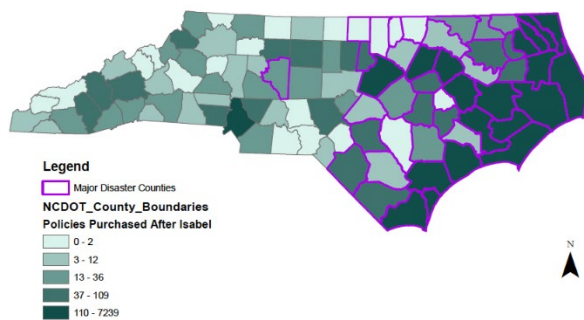 Legend
Major Disaster Counties
NCDOT_County_Boundaries
Policies Purchased After Isabel
0 - 2
3 - 12
13 - 36
37 - 109
110 - 7239
N